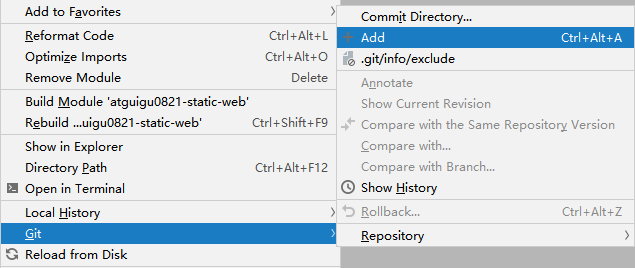 Add to Favorites
Reformat Code Ctrl+Alt+L
Optimize Imports Ctrl+Alt+O
Remove Module Delete
Build Module 'atguigu0821-static-web'
Rebuild ...uigu0821-static-web' Ctrl+Shift+F9
Show in Explorer
Directory Path Ctrl+Alt+F12
Open in Terminal
Local History
Git
Reload from Disk
Commit Directory...
Add Ctrl+Alt+A
.git/info/exclude
Annotate
Show Current Revision
Compare with the Same Repository Version
Compare with...
Compare with Branch...
Show History
Rollback... Ctrl+Alt+Z
Repository